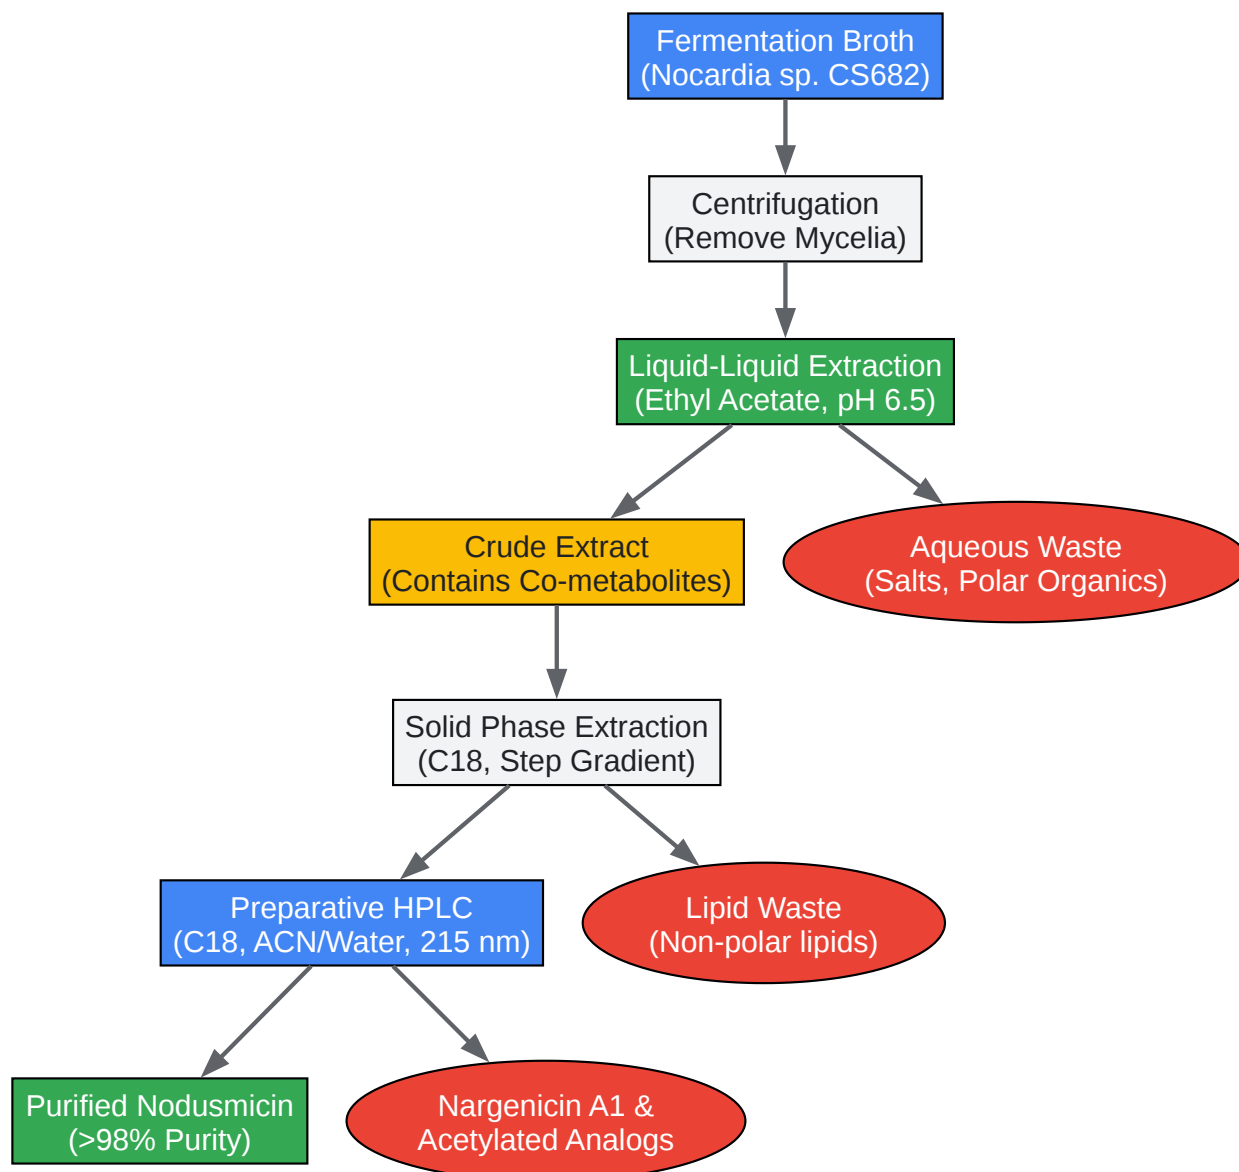 Fermentation Broth
(Nocardia sp. CS682)
Centrifugation
(Remove Mycelia)
Liquid-Liquid Extraction
(Ethyl Acetate, pH 6.5)
Crude Extract
(Contains Co-metabolites)
Aqueous Waste
(Salts, Polar Organics)
Solid Phase Extraction
(C18, Step Gradient)
Preparative HPLC
(C18, ACN/Water, 215 nm)
Lipid Waste
(Non-polar lipids)
Purified Nodusmicin
(>98% Purity)
Nargenicin A1 &
Acetylated Analogs